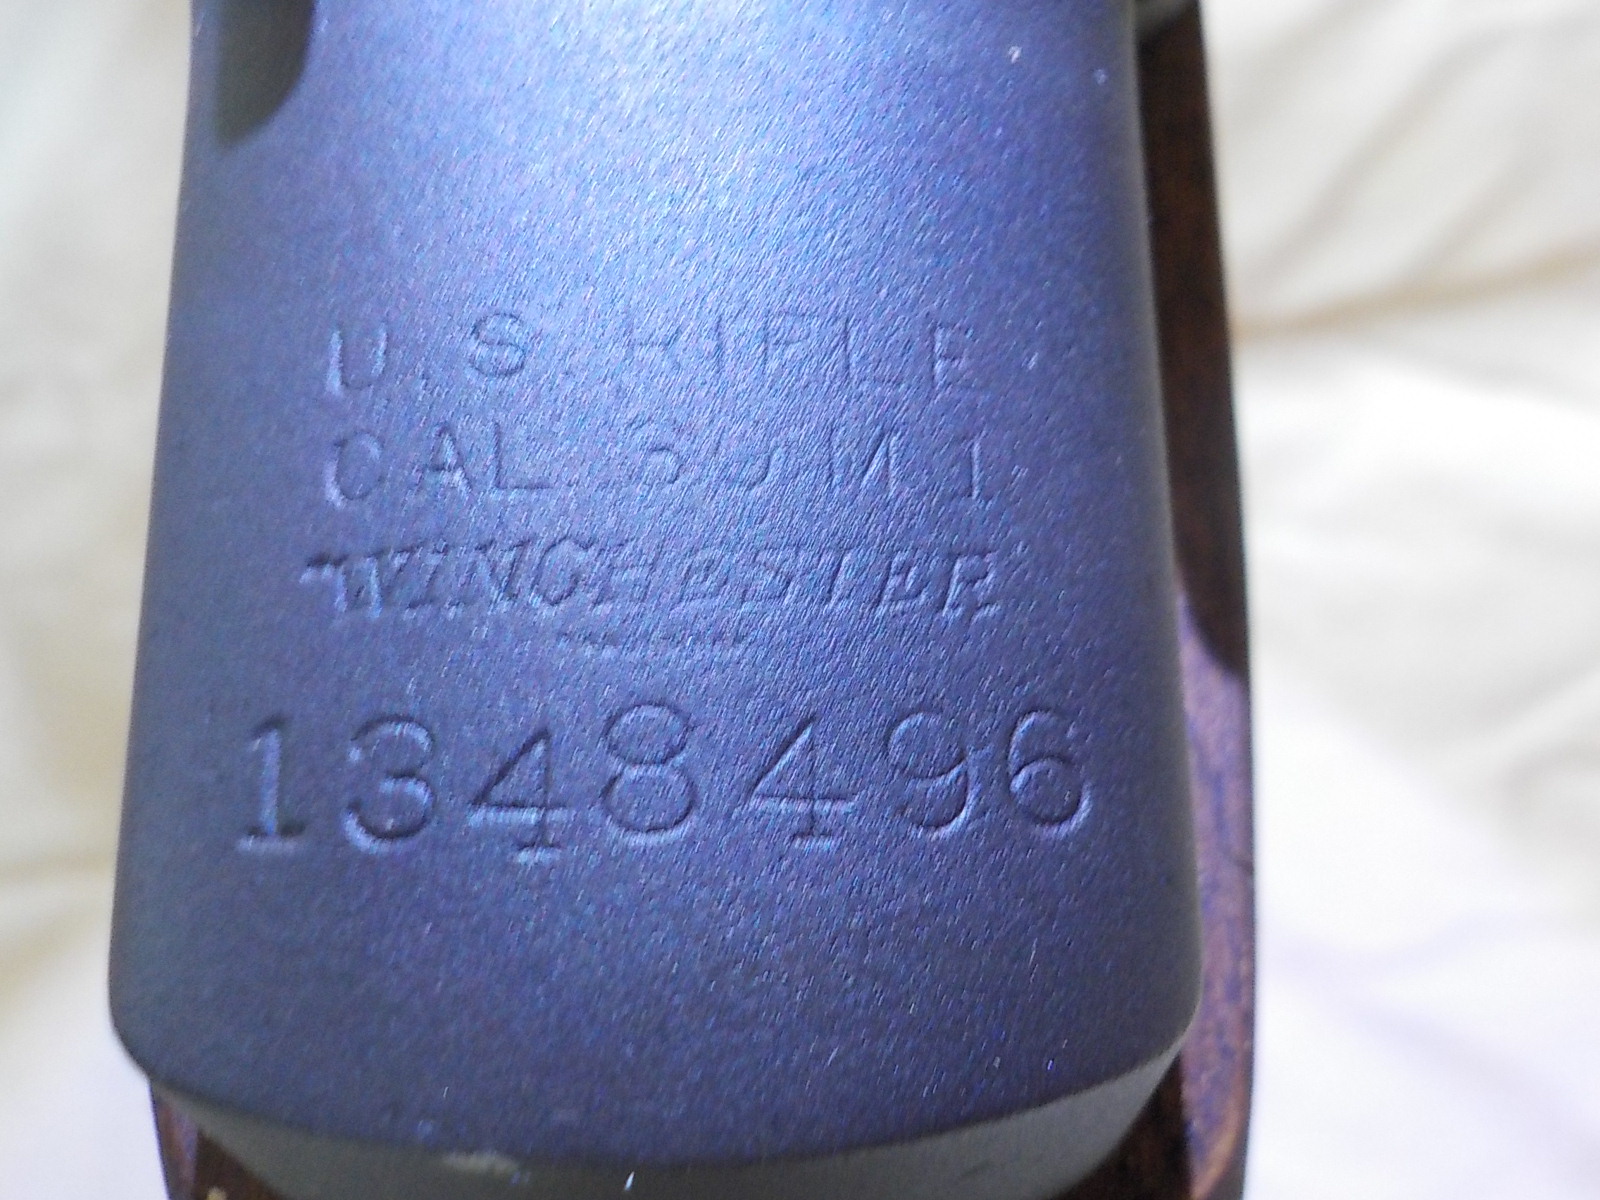 U.S. RIFLE
CAL..30 M1
WINCHESTER
1348496